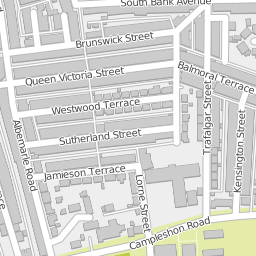 South Bank Avenue
Brunswick Street
Balmoral Terrace
Queen Victoria Street
Westwood Terrace
Trafalgar Street
Kensington Street
Albemarle Road
Sutherland Street
Jamieson Terrace
Lorne Street
Campleshon Road